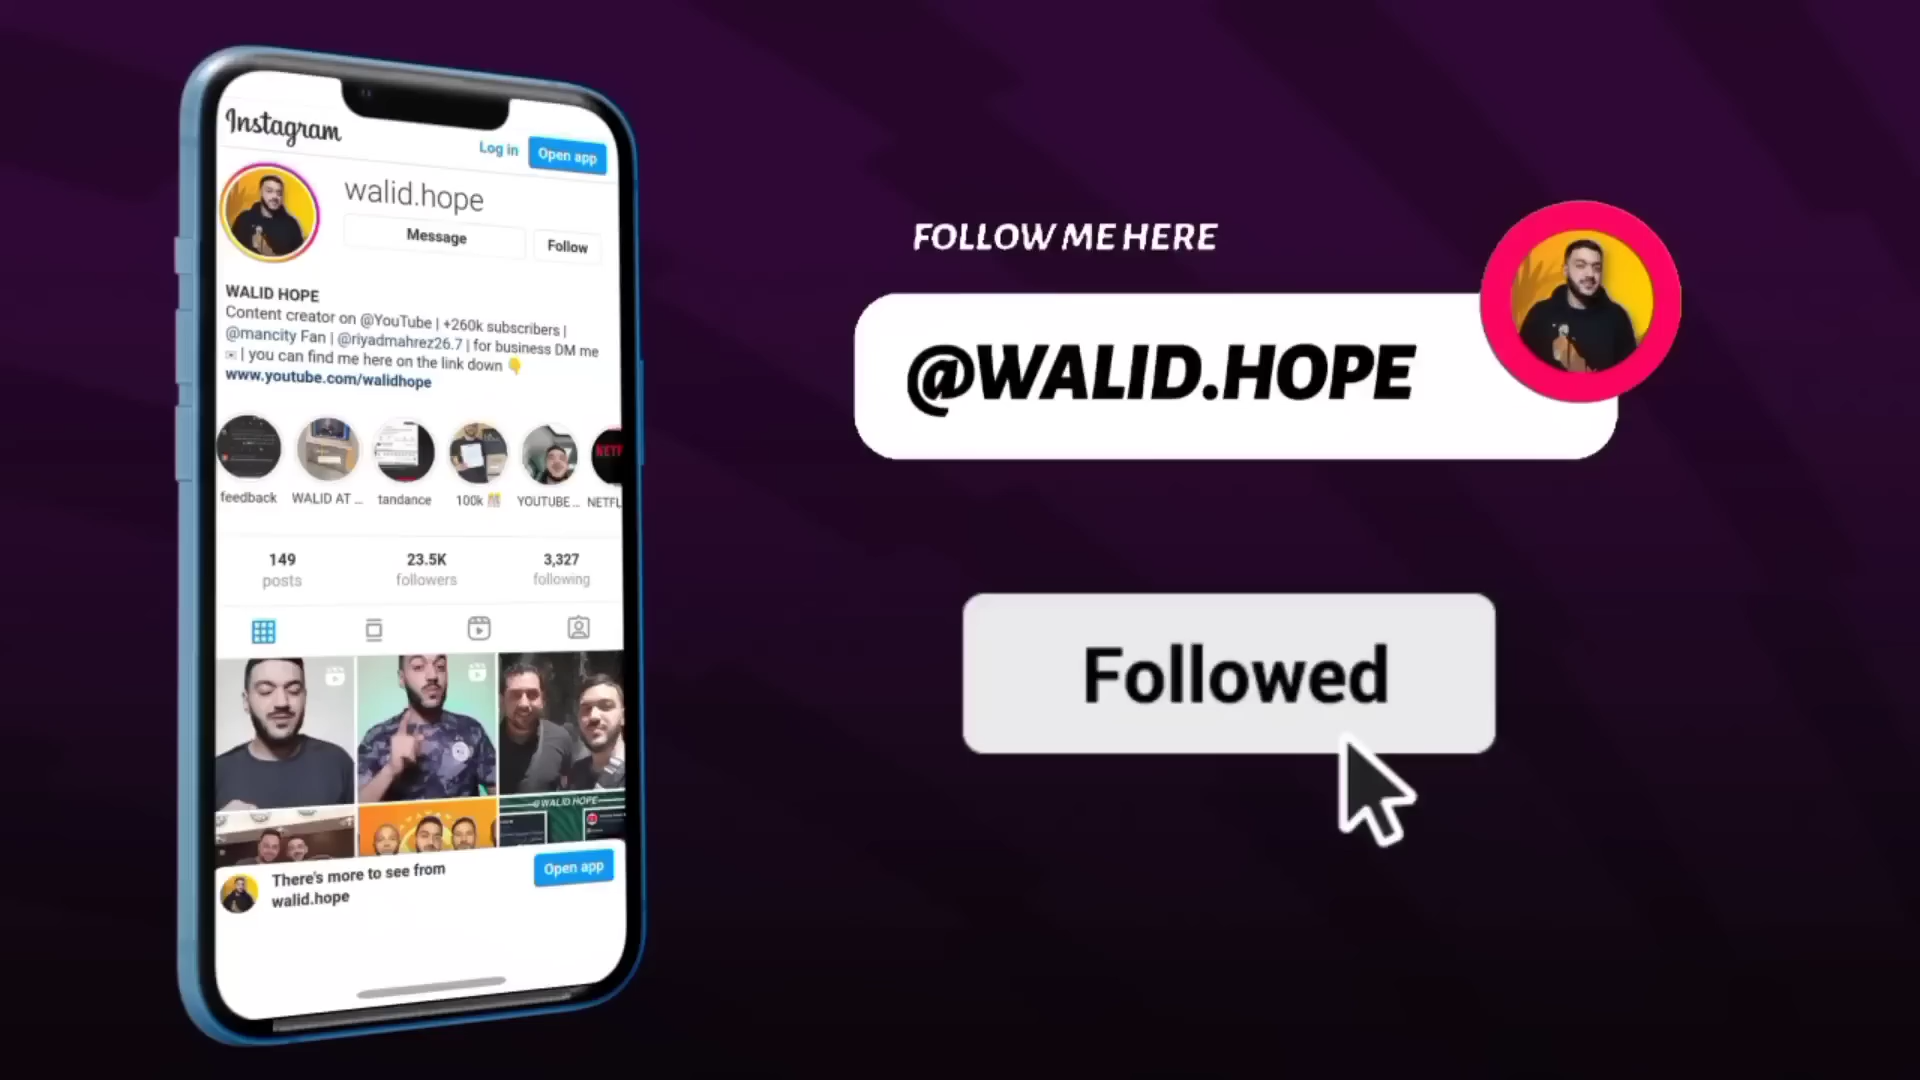 Instagram
Log in
Open app
walid.hope
Message
Follow
WALID HOPE
Content creator on @YouTube | +260k subscribers |
@mancity Fan | @riyadmahrez26.7 | for business DM me
✉️| you can find me here on the link down 👇
www.youtube.com/walidhope
feedback
WALID AT ...
tandance
100k 🎊
YOUTUBE ...
NETFL
NETF
149
posts
23.5K
followers
3,327
following
@WALID HOPE
There's more to see from
walid.hope
Open app
FOLLOW ME HERE
@WALID.HOPE
Followed